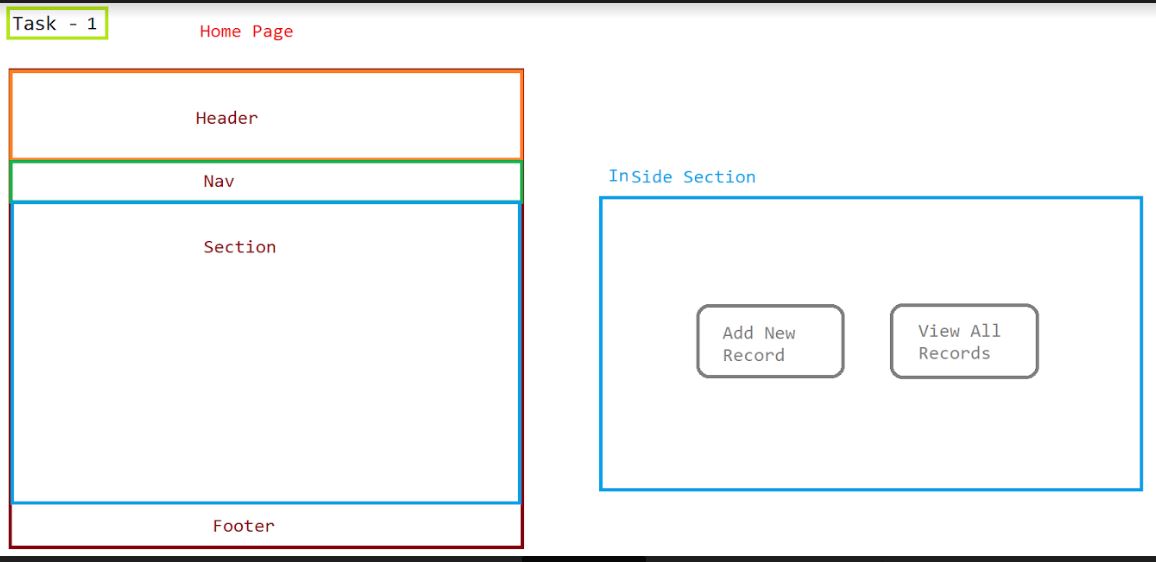 Task - 1
Home Page
Header
Nav
Section
Footer
InSide Section
Add New
Record
View All
Records